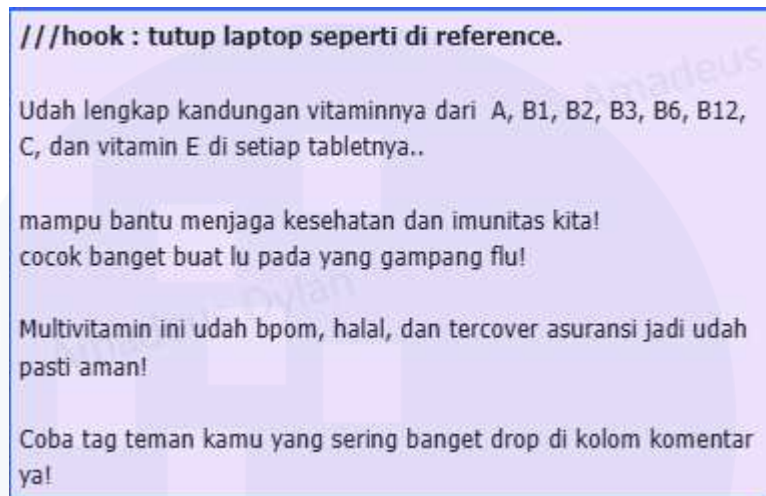 ///hook : tutup laptop seperti di reference.
Udah lengkap kandungan vitaminnya dari A, B1, B2, B3, B6, B12,
C, dan vitamin E di setiap tabletnya..
mampu bantu menjaga kesehatan dan imunitas kita!
cocok banget buat lu pada yang gampang flu!
Multivitamin ini udah bpom, halal, dan tercover asuransi jadi udah
pasti aman!
Coba tag teman kamu yang sering banget drop di kolom komentar
ya!
Amadeus
Dylan